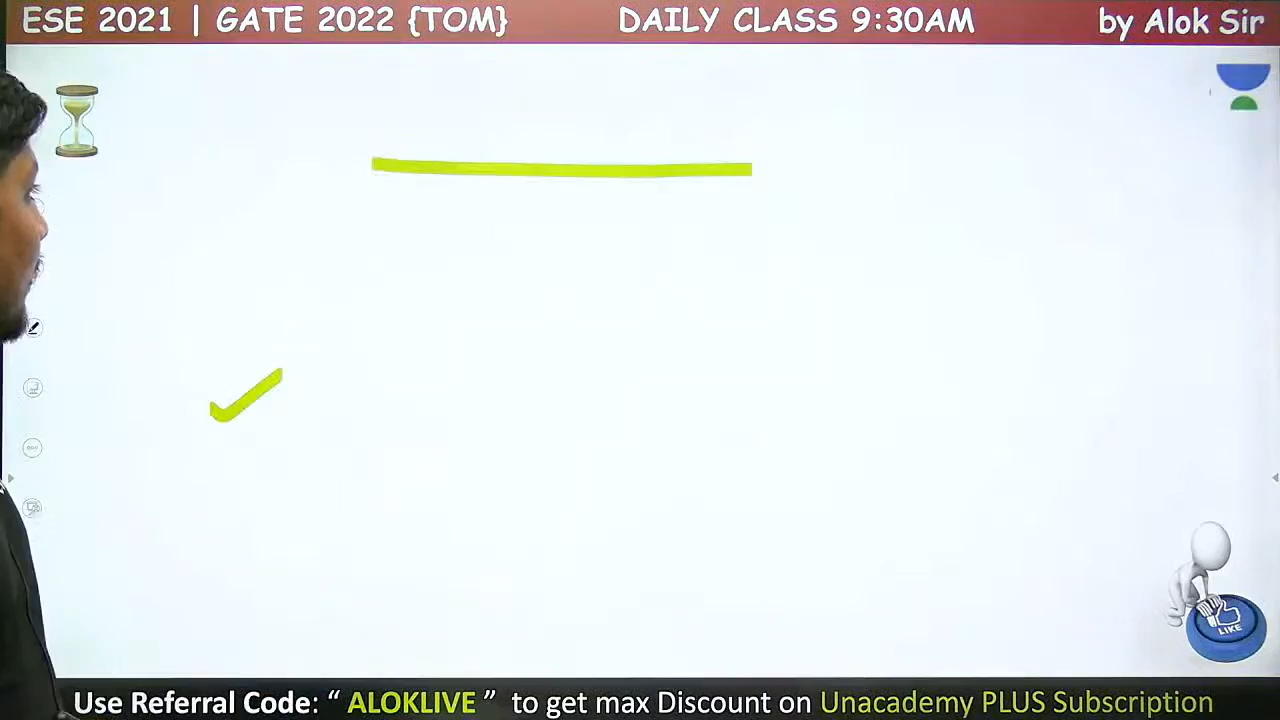 ESE 2021 | GATE 2022 {TOM} DAILY CLASS 9:30AM by Alok Sir
LIKE
Use Referral Code: “ ALOKLIVE ” to get max Discount on Unacademy PLUS Subscription